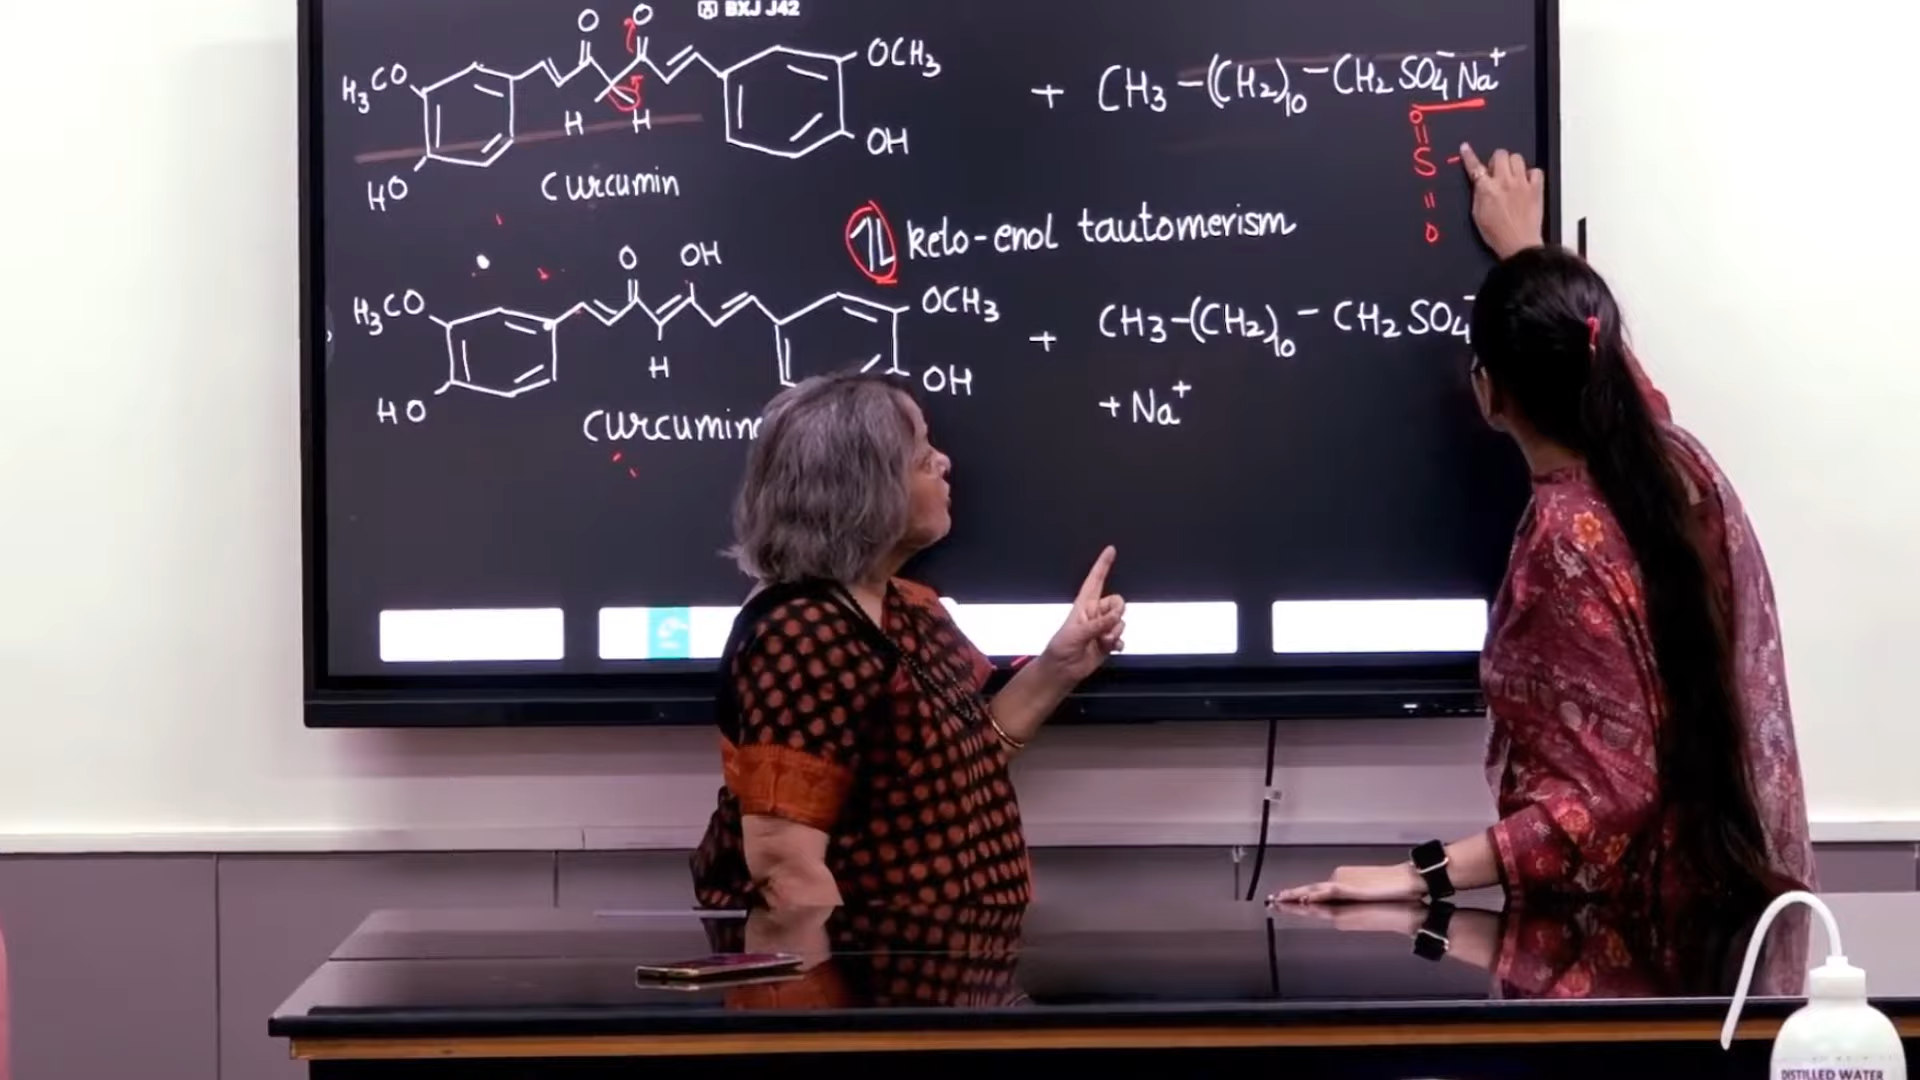 BXJ J42
O O
H₃CO OCH₃ + CH₃-(CH₂)₁₀-CH₂SO₄⁻Na⁺
H H
HO OH
O
=
S -
=
O
Curcumin
⇌ keto-enol tautomerism
O OH
H₃CO OCH₃ + CH₃-(CH₂)₁₀-CH₂SO₄⁻
H
HO OH
+ Na⁺
Curcumin
DISTILLED WATER